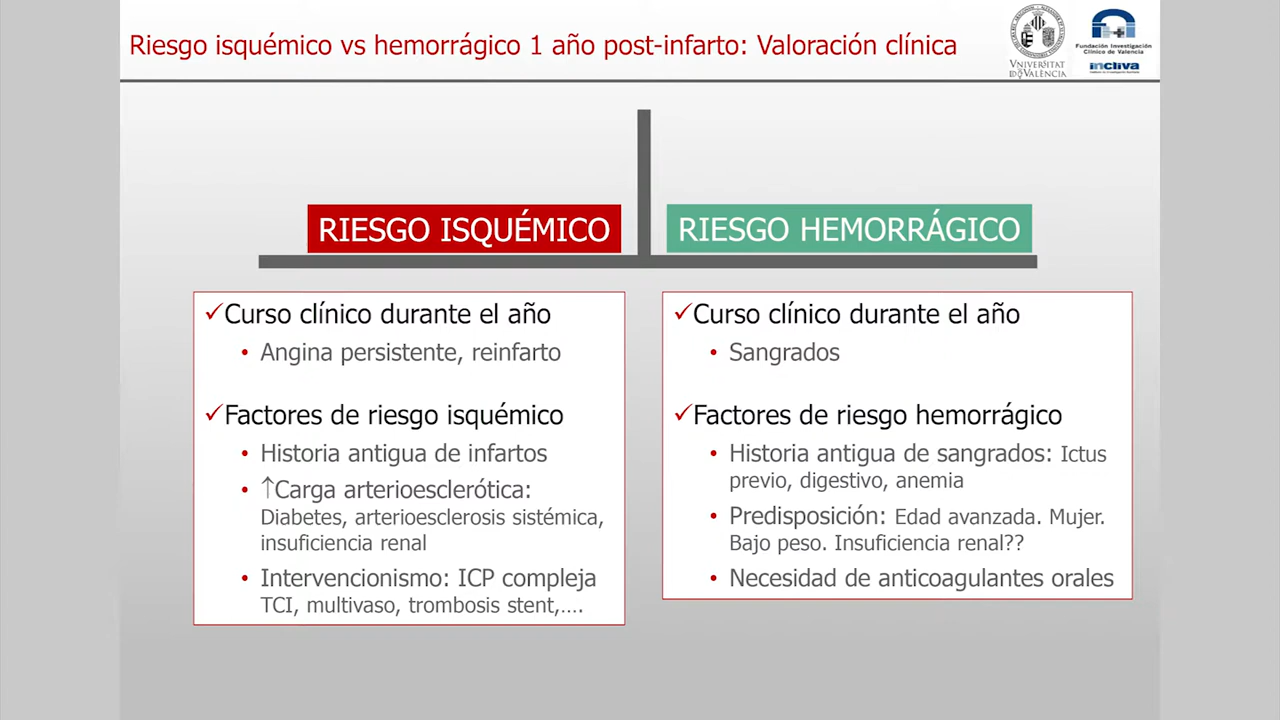 Riesgo isquémico vs hemorrágico 1 año post-infarto: Valoración clínica
VNIVERSITAT
DE VALÈNCIA
Fundación Investigación
Clínico de Valencia
incliva
RIESGO ISQUÉMICO
✓Curso clínico durante el año
• Angina persistente, reinfarto
✓Factores de riesgo isquémico
• Historia antigua de infartos
• ↑Carga arterioesclerótica:
Diabetes, arterioesclerosis sistémica,
insuficiencia renal
• Intervencionismo: ICP compleja
TCI, multivaso, trombosis stent,….
RIESGO HEMORRÁGICO
✓Curso clínico durante el año
• Sangrados
✓Factores de riesgo hemorrágico
• Historia antigua de sangrados: Ictus
previo, digestivo, anemia
• Predisposición: Edad avanzada. Mujer.
Bajo peso. Insuficiencia renal??
• Necesidad de anticoagulantes orales